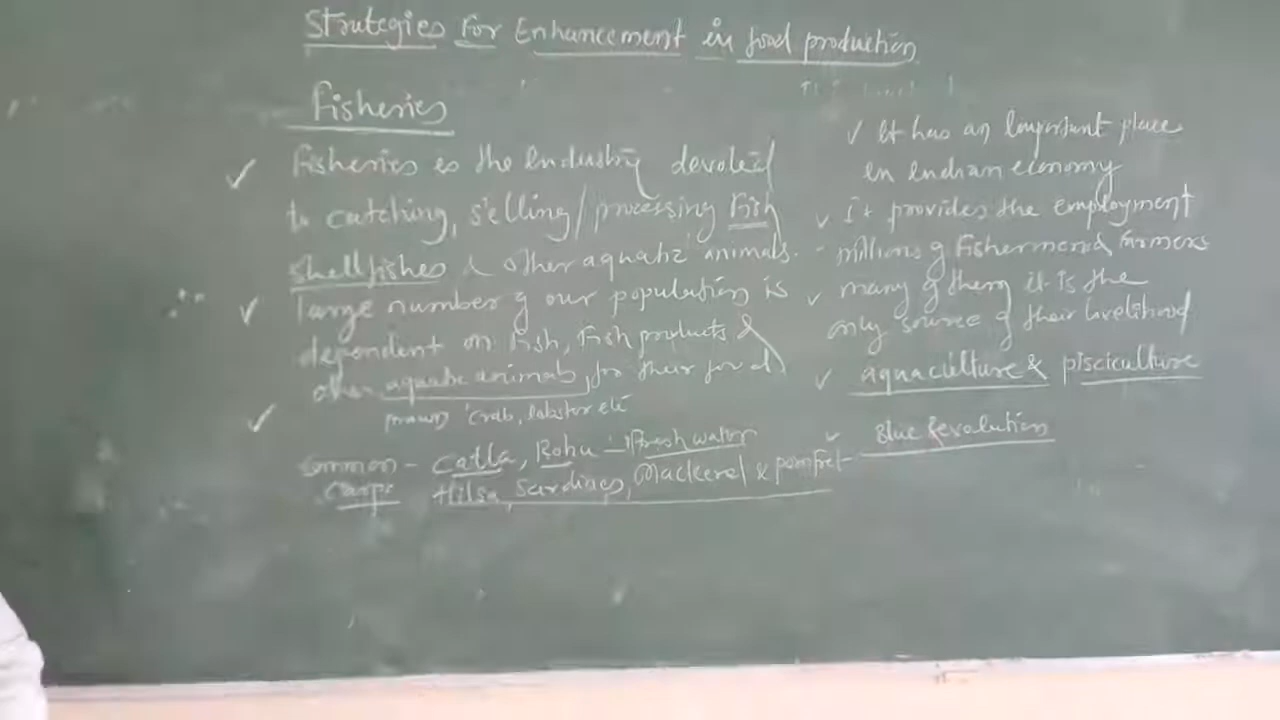 Strategies For Enhancement in food production
Fisheries
Fisheries is the industry devoted
to catching, selling/processing Fish
shellfishes & other aquatic animals.
large number of our population is
dependent on fish, Fish products &
other aquatic animals, for their food
prawn crab, lobster etc
common - Catla, Rohu - Freshwater
carps Hilsa, Sardines, Mackerel & pomfret
It has an important place
in indian economy
It provides the employment
millions of Fishermen & Farmers
many of them it is the
only source of their livelihood
aquaculture & pisciculture
Blue Revolution